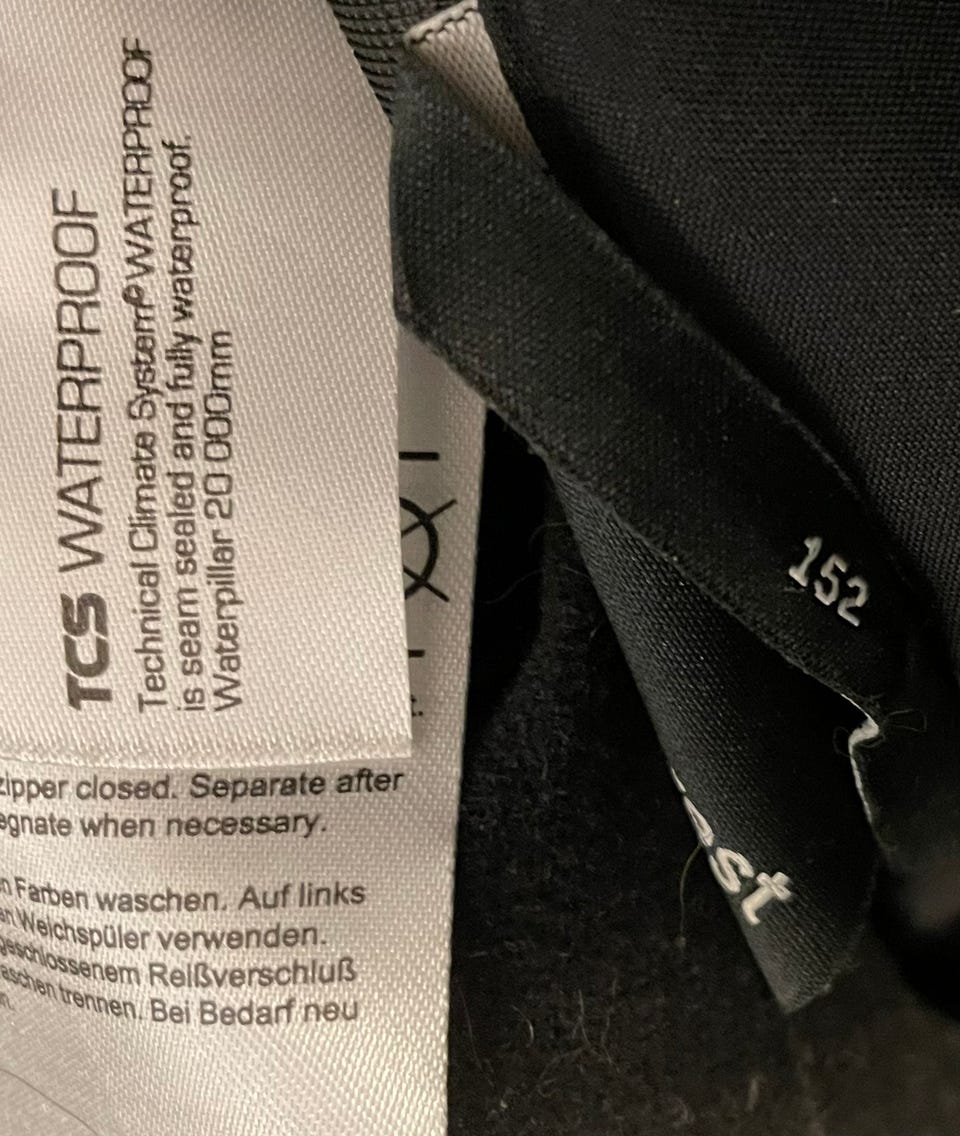 TCS WATERPROOF
Technical Climate System® WATERPROOF
is seam sealed and fully waterproof.
Waterpillar 20 000mm
zipper closed. Separate after
when necessary.
Farben waschen. Auf links
Weichspüler verwenden.
geschlossenem Reißverschluß
trennen. Bei Bedarf neu
152